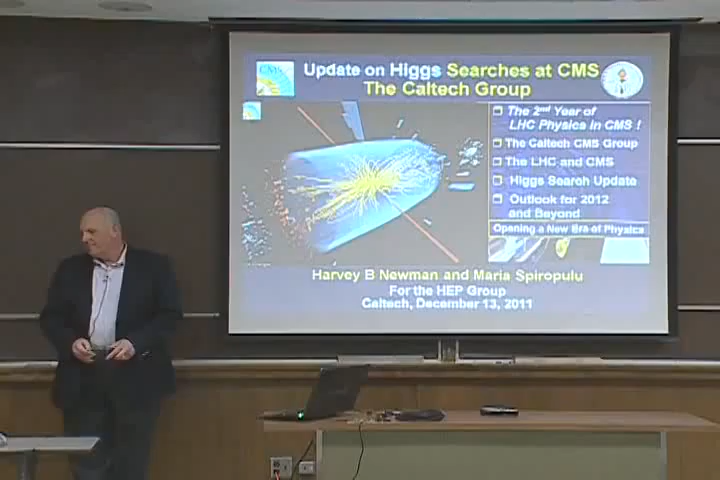 CMS
Update on Higgs Searches at CMS
The Caltech Group
The 2nd Year of
LHC Physics in CMS !
The Caltech CMS Group
The LHC and CMS
Higgs Search Update
Outlook for 2012
and Beyond
Opening a New Era of Physics
Harvey B Newman and Maria Spiropulu
For the HEP Group
Caltech, December 13, 2011